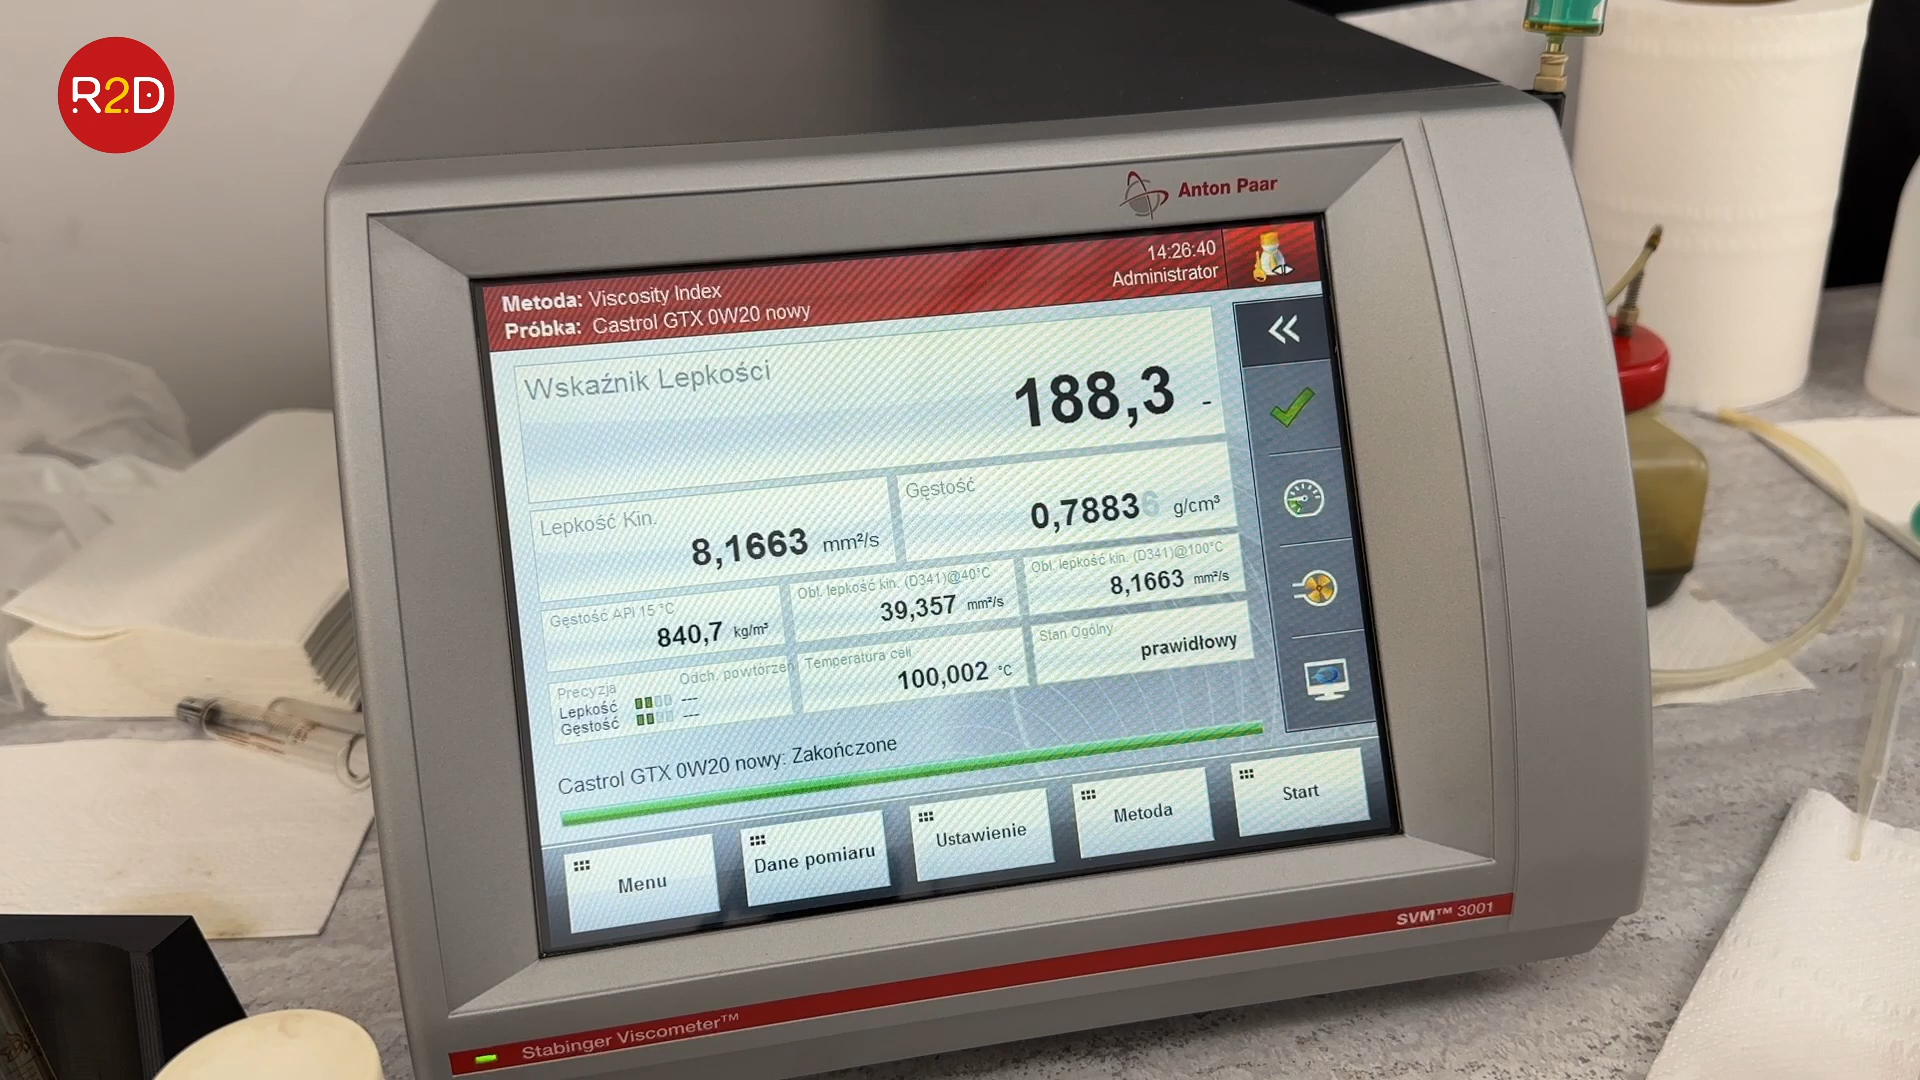 R2D
Anton Paar
14:26:40
Administrator
Metoda: Viscosity Index
Próbka: Castrol GTX 0W20 nowy
Wskaźnik Lepkości
188,3 -
Lepkość Kin.
8,1663 mm²/s
Gęstość
0,78836 g/cm³
Gęstość API 15 °C
840,7 kg/m³
Obl. lepkość kin. (D341)@40°C
39,357 mm²/s
Obl. lepkość kin. (D341)@100°C
8,1663 mm²/s
Precyzja Odch. powtórzeń
Lepkość ---
Gęstość ---
Temperatura celi
100,002 °C
Stan Ogólny
prawidłowy
Castrol GTX 0W20 nowy: Zakończone
Menu
Dane pomiaru
Ustawienie
Metoda
Start
SVM™ 3001
Stabinger Viscometer™